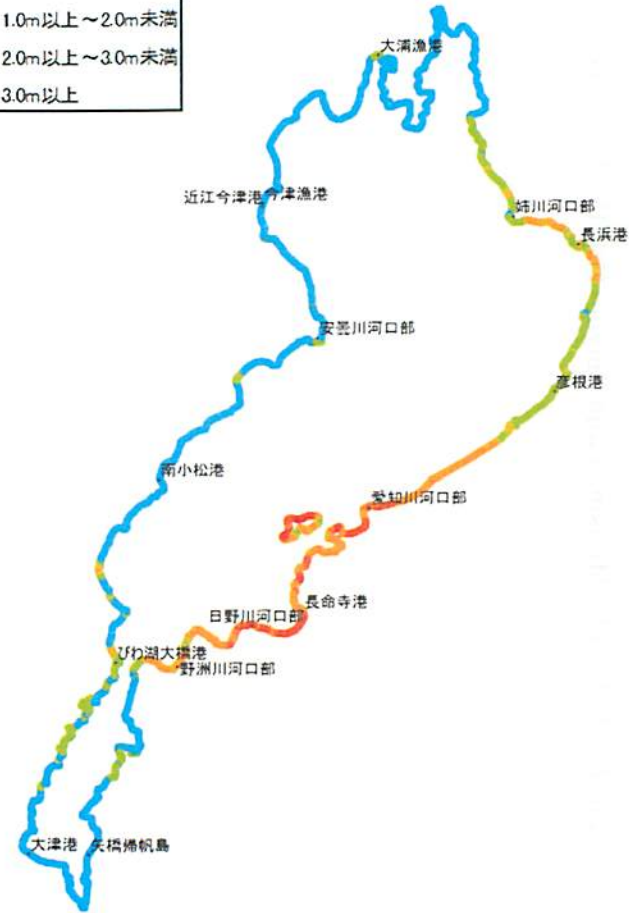 1.0m以上～2.0m未満
2.0m以上～3.0m未満
3.0m以上
大浦漁港
近江今津港
今津漁港
姉川河口部
長浜港
安曇川河口部
彦根港
南小松港
愛知川河口部
長命寺港
日野川河口部
びわ湖大橋港
野洲川河口部
大津港
矢橋帰帆島